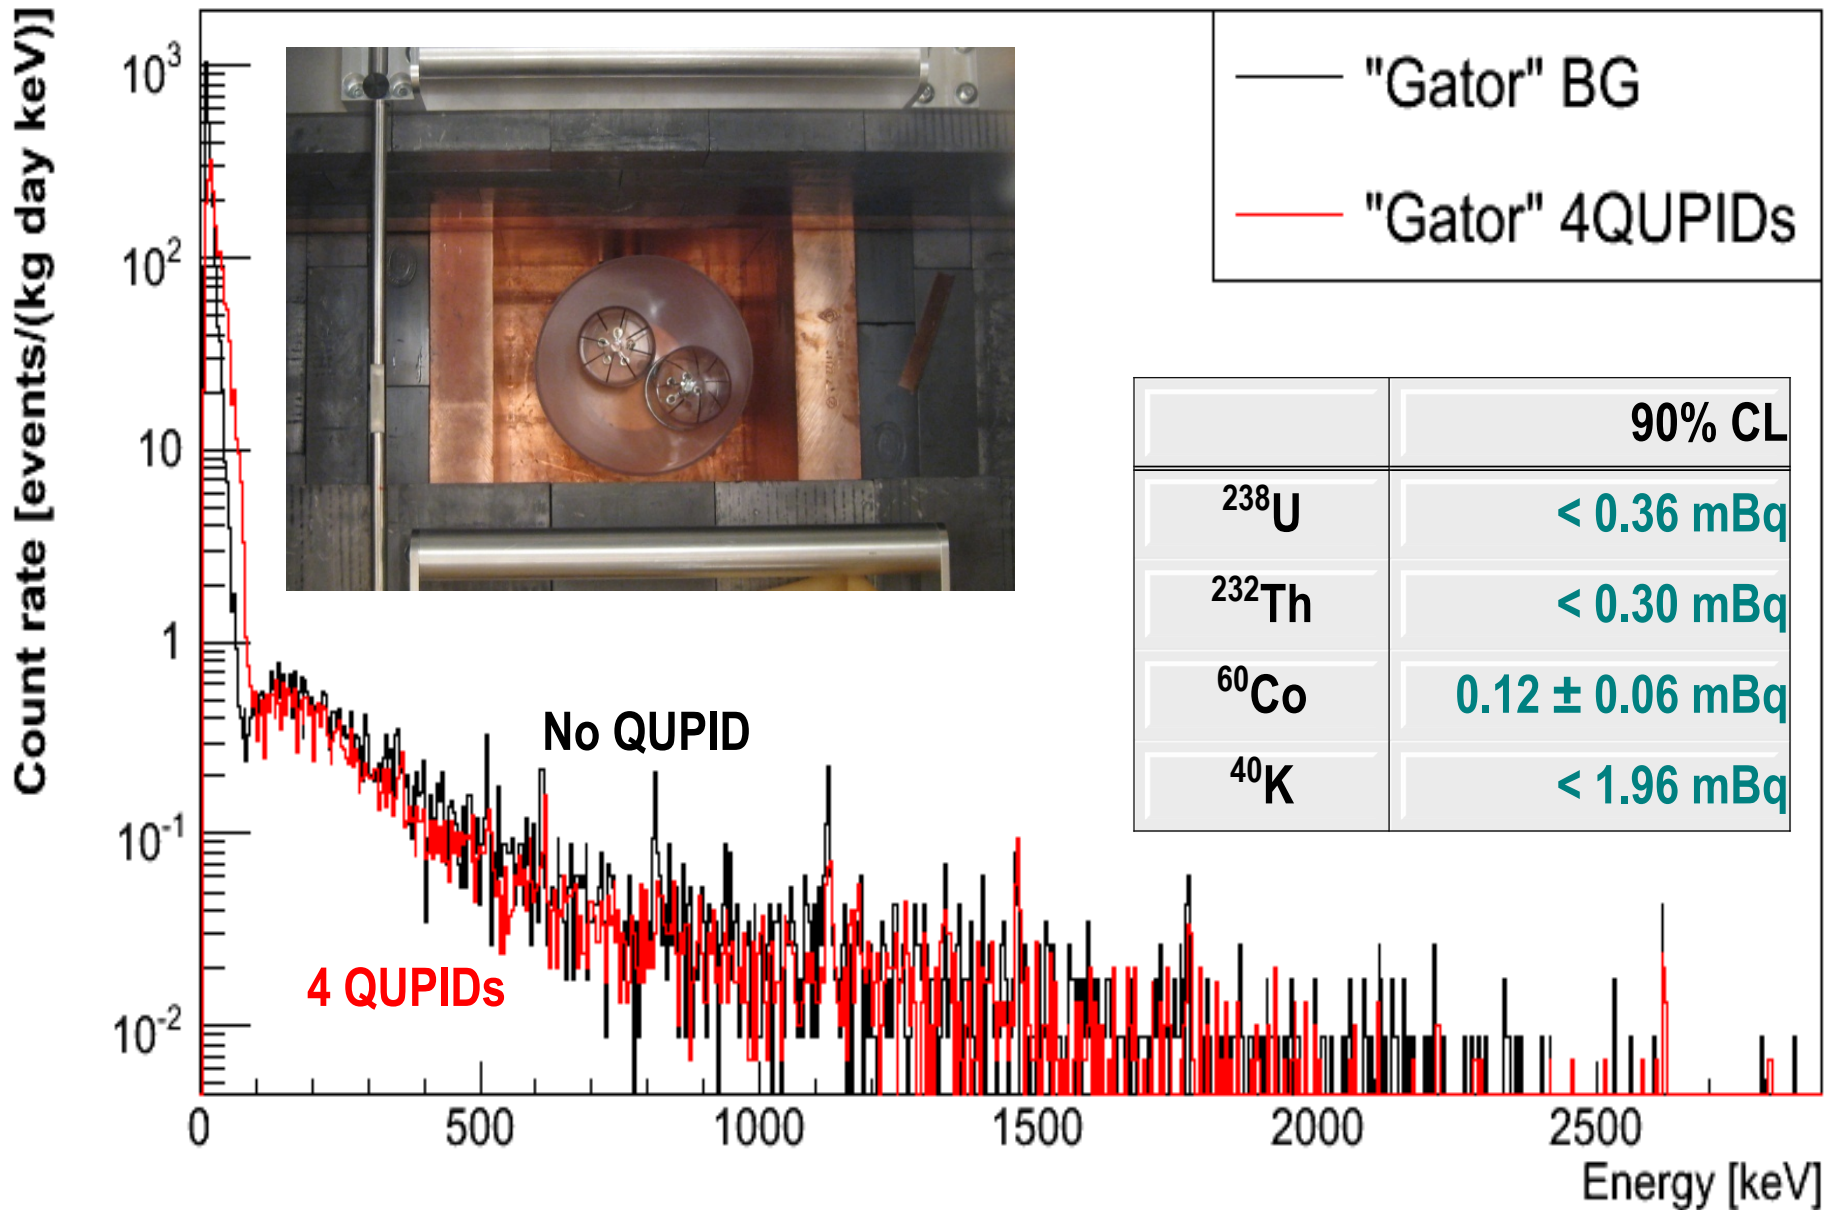 Count rate [events/(kg day keV)]
10³
10²
10
1
10⁻¹
10⁻²
"Gator" BG
"Gator" 4QUPIDs
90% CL
²³⁸U < 0.36 mBq
²³²Th < 0.30 mBq
⁶⁰Co 0.12 ± 0.06 mBq
⁴⁰K < 1.96 mBq
No QUPID
4 QUPIDs
0 500 1000 1500 2000 2500
Energy [keV]